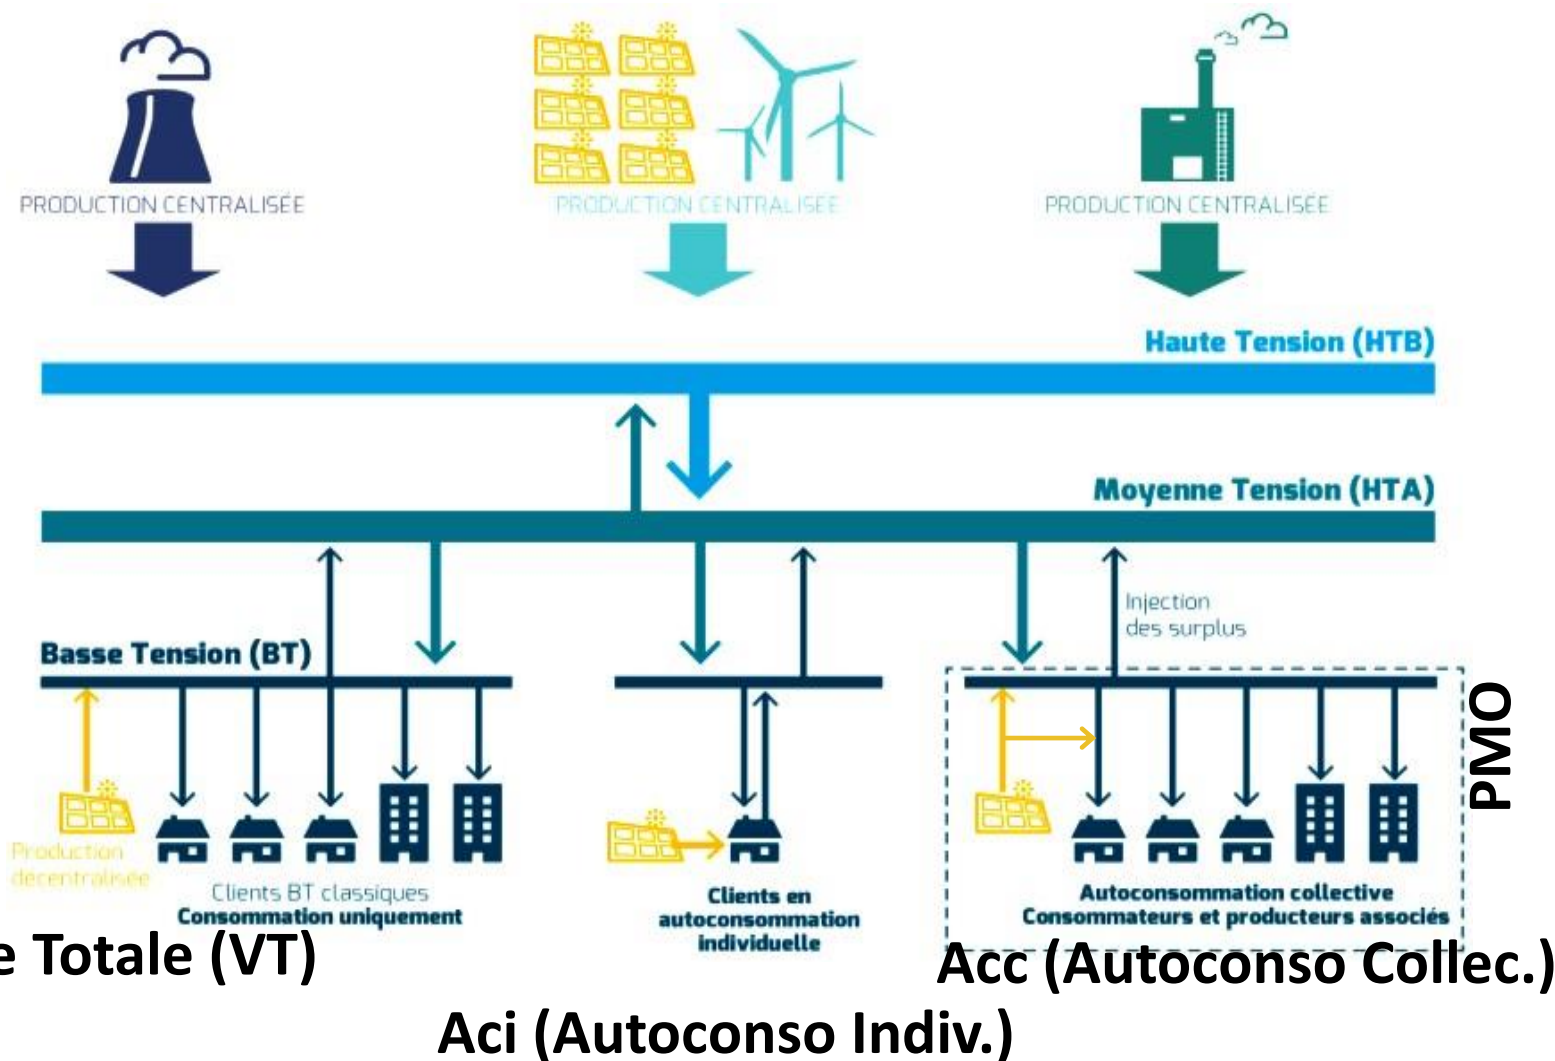 PRODUCTION CENTRALISÉE
PRODUCTION CENTRALISÉE
PRODUCTION CENTRALISÉE
Haute Tension (HTB)
Moyenne Tension (HTA)
Injection
des surplus
Basse Tension (BT)
PMO
Production
décentralisée
Clients BT classiques
Consommation uniquement
Clients en
autoconsommation
individuelle
Autoconsommation collective
Consommateurs et producteurs associés
e Totale (VT)
Acc (Autoconso Collec.)
Aci (Autoconso Indiv.)